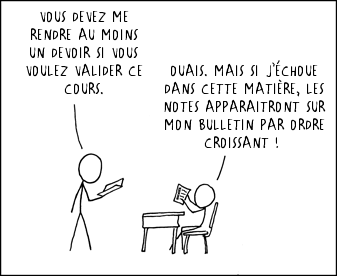 VOUS DEVEZ ME
RENDRE AU MOINS
UN DEVOIR SI VOUS
VOULEZ VALIDER CE
COURS.
OUAIS. MAIS SI J'ÉCHOUE
DANS CETTE MATIÈRE, LES
NOTES APPARAITRONT SUR
MON BULLETIN PAR ORDRE
CROISSANT !